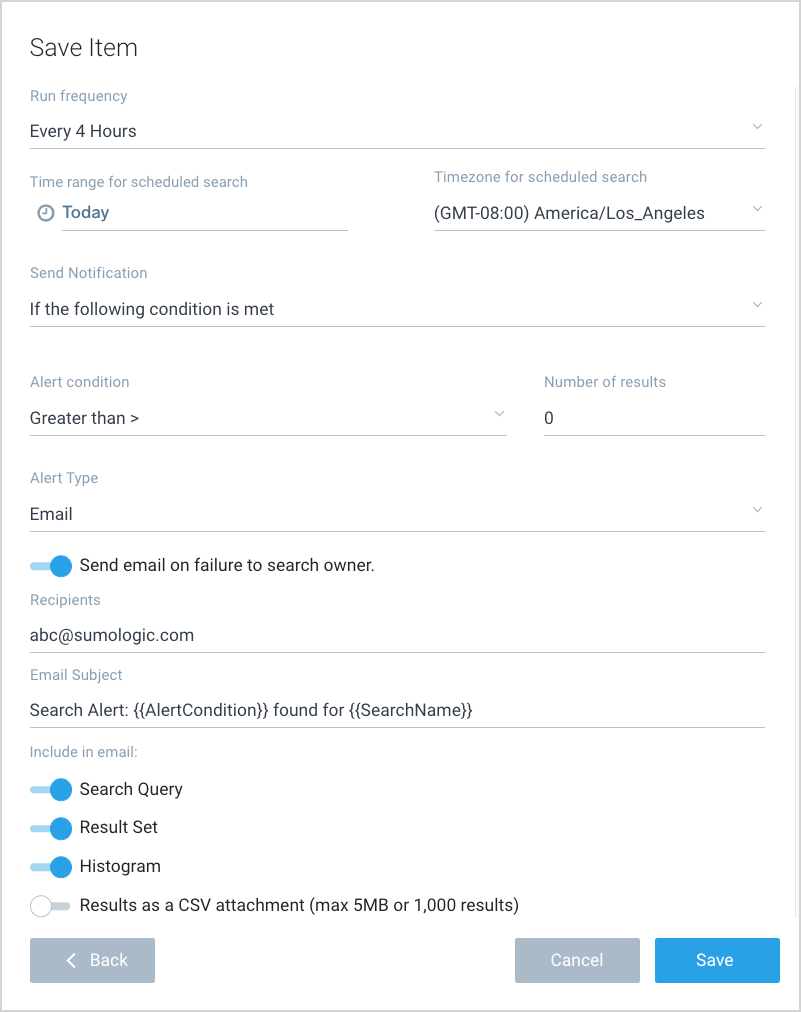 Save Item
Run frequency
Every 4 Hours
Time range for scheduled search
Timezone for scheduled search
Today
(GMT-08:00) America/Los_Angeles
Send Notification
If the following condition is met
Alert condition
Number of results
Greater than >
0
Alert Type
Email
Send email on failure to search owner.
Recipients
abc@sumologic.com
Email Subject
Search Alert: {{AlertCondition}} found for {{SearchName}}
Include in email:
Search Query
Result Set
Histogram
Results as a CSV attachment (max 5MB or 1,000 results)
Back
Cancel
Save